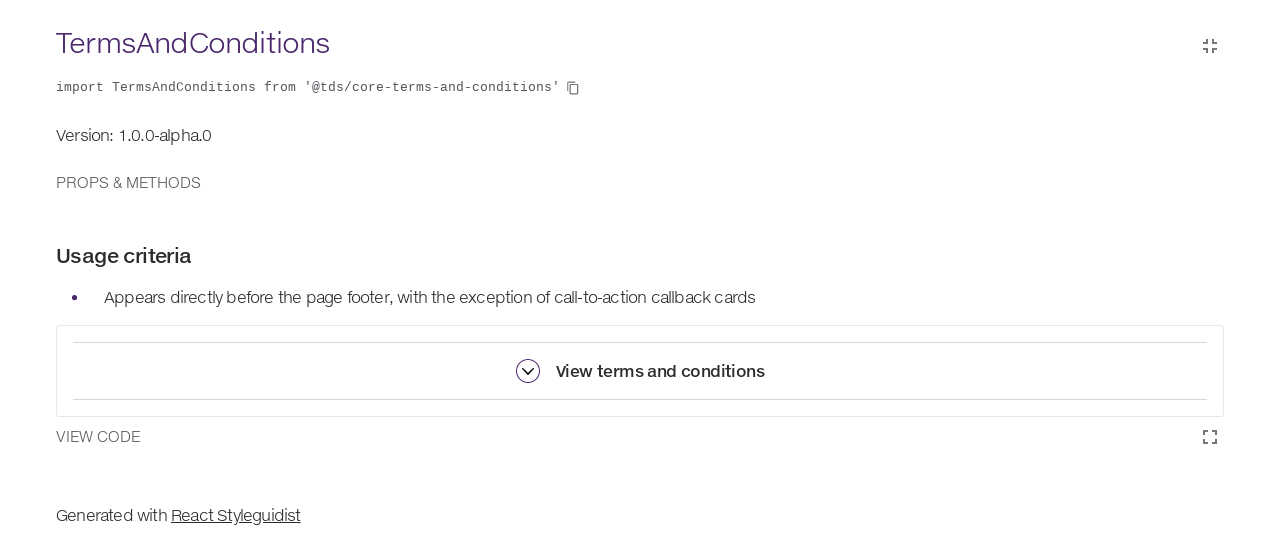 TermsAndConditions
import TermsAndConditions from '@tds/core-terms-and-conditions'
Version: 1.0.0-alpha.0
PROPS & METHODS
Usage criteria
Appears directly before the page footer, with the exception of call-to-action callback cards
View terms and conditions
VIEW CODE
Generated with React Styleguidist